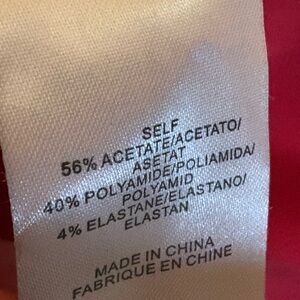 SELF
56% ACETATE/ACETATO/
ASETAT
40% POLYAMIDE/POLIAMIDA/
POLYAMID
4% ELASTANE/ELASTANO/
ELASTAN
MADE IN CHINA
FABRIQUE EN CHINE